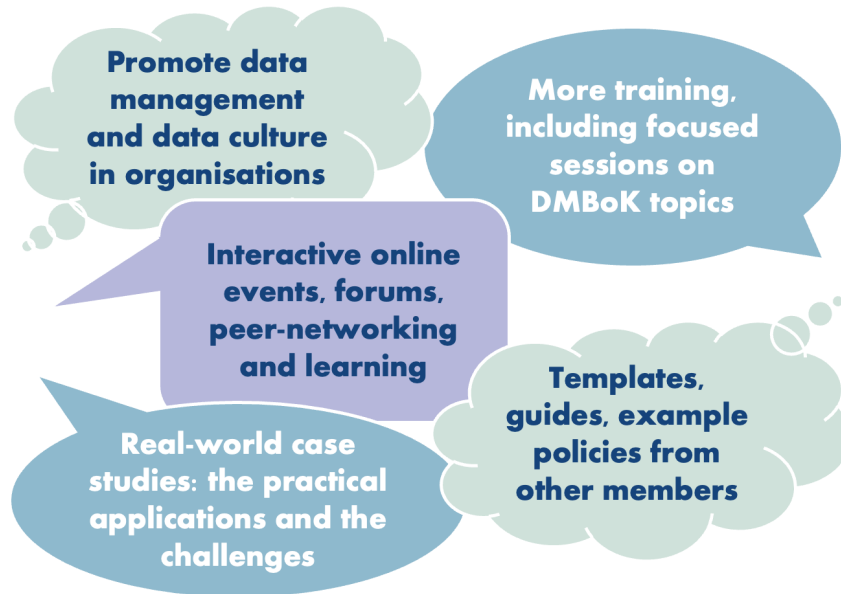 Promote data
management
and data culture
in organisations
More training,
including focused
sessions on
DMBoK topics
Interactive online
events, forums,
peer-networking
and learning
Templates,
guides, example
policies from
other members
Real-world case
studies: the practical
applications and the
challenges